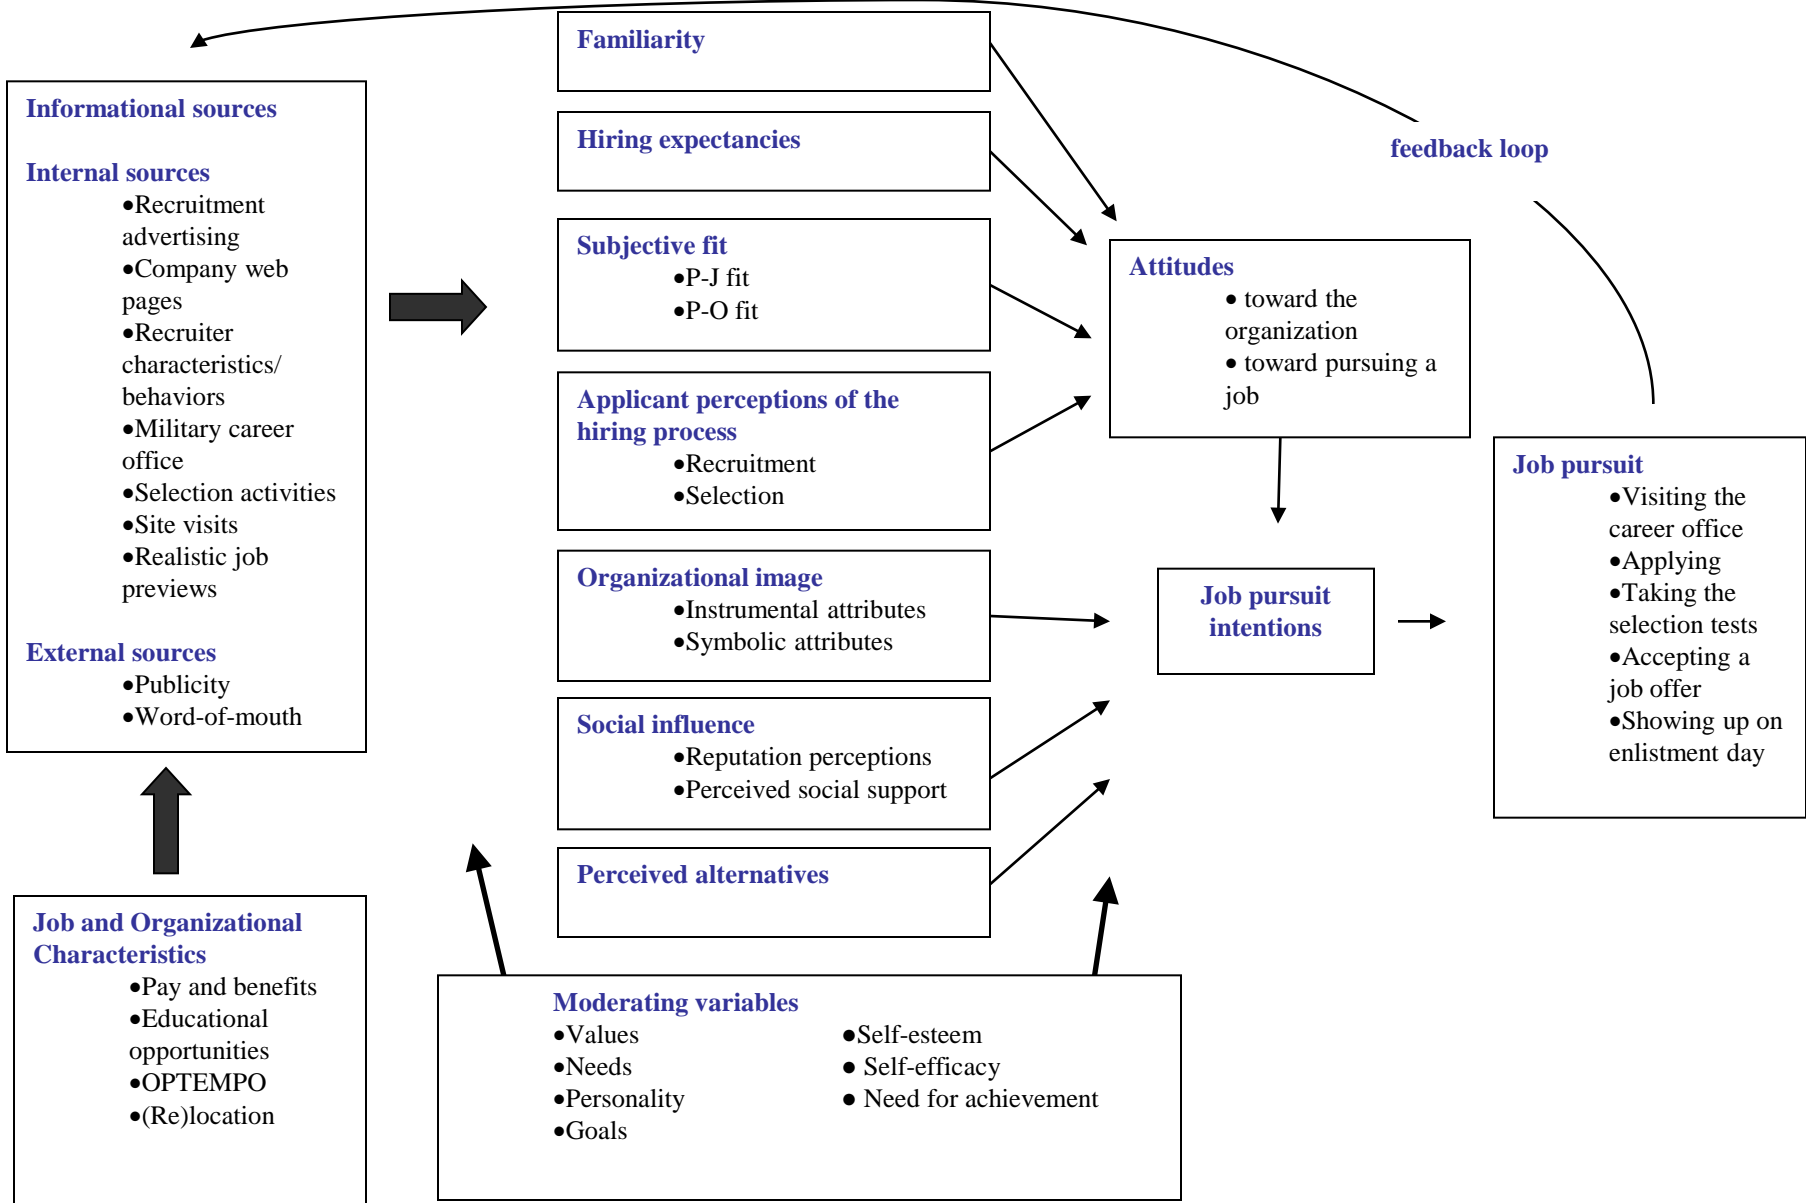 Informational sources
Internal sources
•Recruitment
advertising
•Company web
pages
•Recruiter
characteristics/
behaviors
•Military career
office
•Selection activities
•Site visits
•Realistic job
previews
External sources
•Publicity
•Word-of-mouth
Job and Organizational
Characteristics
•Pay and benefits
•Educational
opportunities
•OPTEMPO
•(Re)location
Familiarity
Hiring expectancies
Subjective fit
•P-J fit
•P-O fit
Applicant perceptions of the
hiring process
•Recruitment
•Selection
Organizational image
•Instrumental attributes
•Symbolic attributes
Social influence
•Reputation perceptions
•Perceived social support
Perceived alternatives
Moderating variables
•Values
•Needs
•Personality
•Goals
●Self-esteem
● Self-efficacy
● Need for achievement
Attitudes
• toward the
organization
• toward pursuing a
job
Job pursuit
intentions
feedback loop
Job pursuit
•Visiting the
career office
•Applying
•Taking the
selection tests
•Accepting a
job offer
•Showing up on
enlistment day